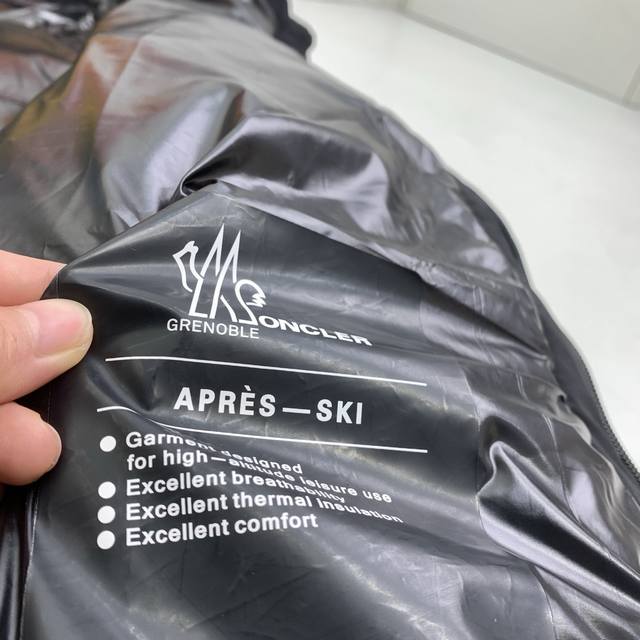 GRENOBLE MONCLER
APRÈS—SKI
● Garment designed
for high—altitude leisure use
● Excellent breathability
● Excellent thermal insulation
● Excellent comfort